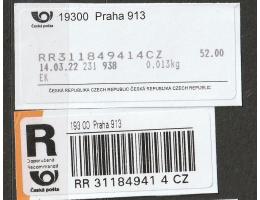 19300 Praha 913
RR311849414CZ 52.00
14.03.22 231 938 0,013kg
EK
Česká pošta
ČESKÁ REPUBLIKA CZECH REPUBLIC ČESKÁ REPUBLIKA CZECH REPUBLIC
193 00 Praha 913
R
Doporučeně
Recommandé
Česká pošta
RR 31184941 4 CZ